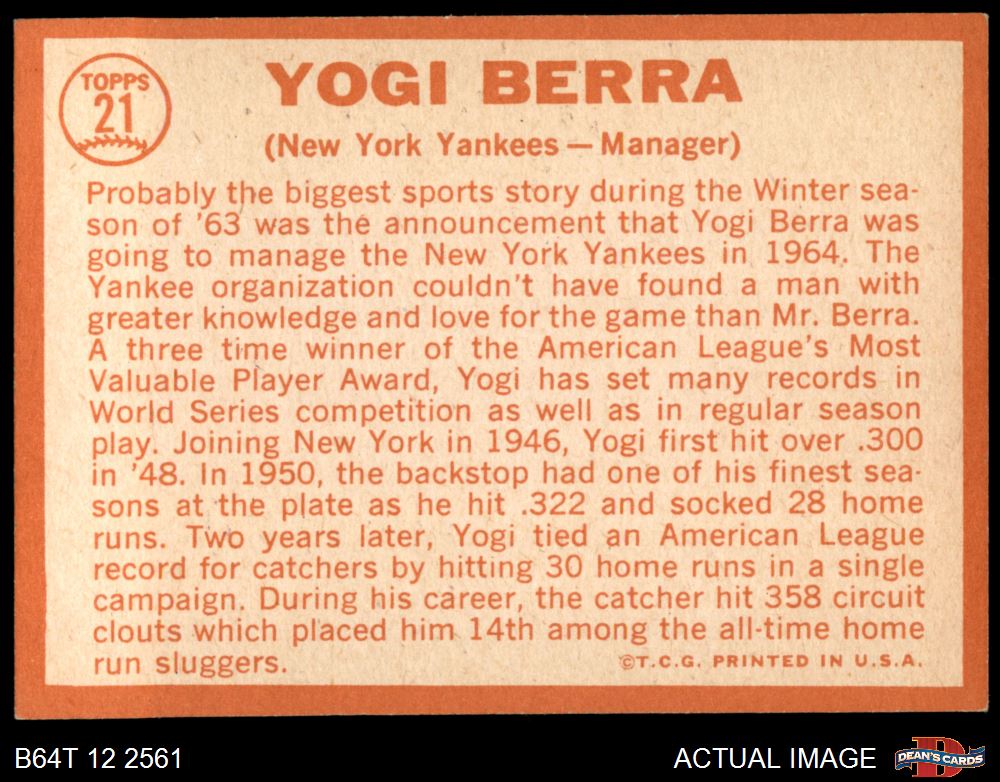 TOPPS
21
YOGI BERRA
(New York Yankees — Manager)
Probably the biggest sports story during the Winter sea-
son of '63 was the announcement that Yogi Berra was
going to manage the New York Yankees in 1964. The
Yankee organization couldn't have found a man with
greater knowledge and love for the game than Mr. Berra.
A three time winner of the American League's Most
Valuable Player Award, Yogi has set many records in
World Series competition as well as in regular season
play. Joining New York in 1946, Yogi first hit over .300
in '48. In 1950, the backstop had one of his finest sea-
sons at the plate as he hit .322 and socked 28 home
runs. Two years later, Yogi tied an American League
record for catchers by hitting 30 home runs in a single
campaign. During his career, the catcher hit 358 circuit
clouts which placed him 14th among the all-time home
run sluggers.
©T.C.G. PRINTED IN U.S.A.
B64T 12 2561
ACTUAL IMAGE
D
DEAN'S CARDS